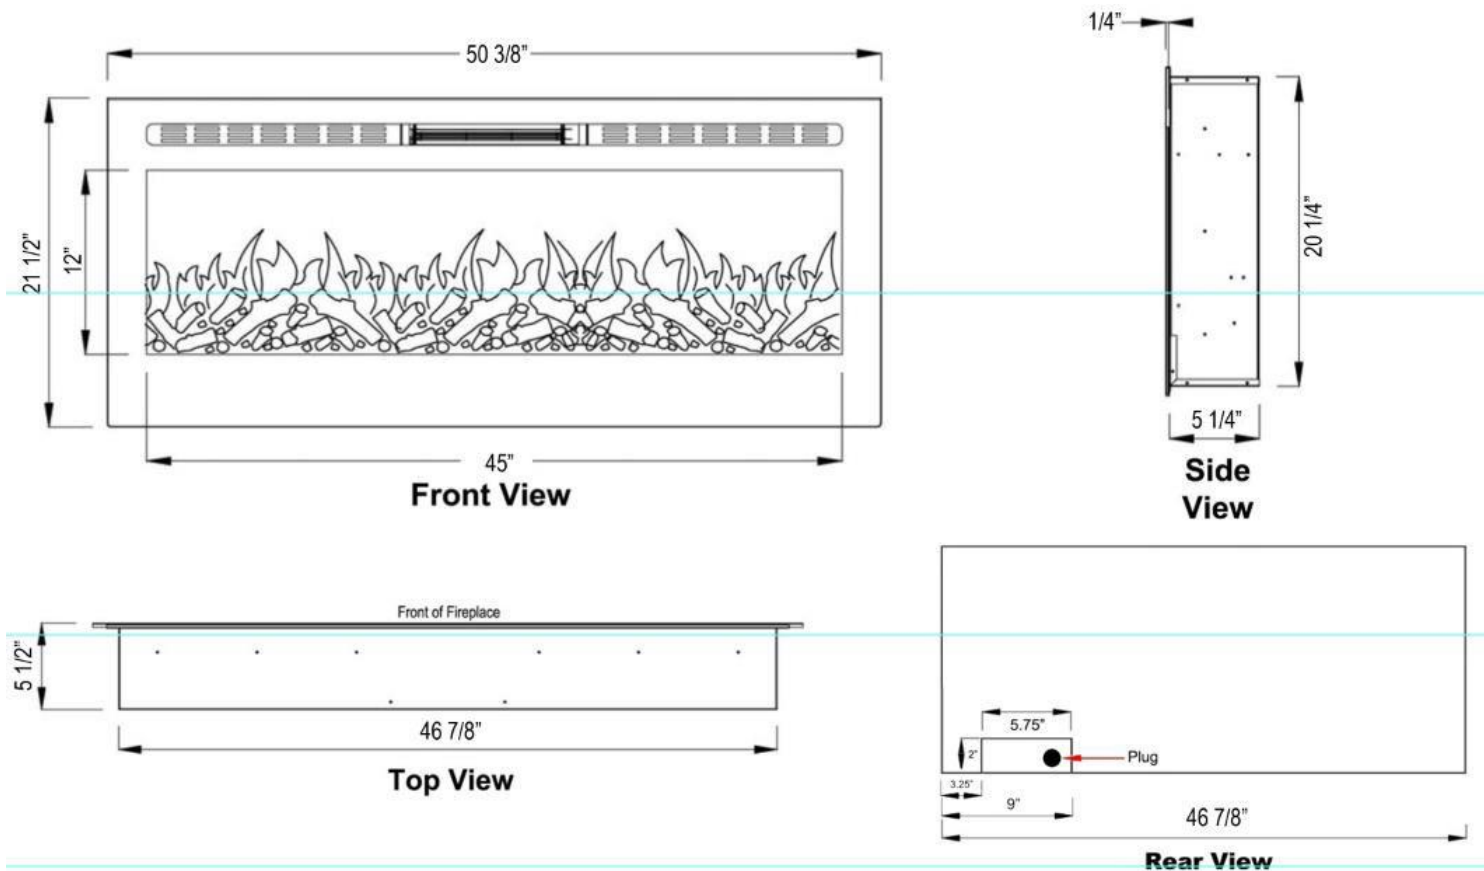 50 3/8”
21 1/2”
12”
45”
Front View
1/4”
20 1/4”
5 1/4”
Side
View
Front of Fireplace
5 1/2”
46 7/8”
Top View
5.75”
2”
Plug
3.25”
9”
46 7/8”
Rear View